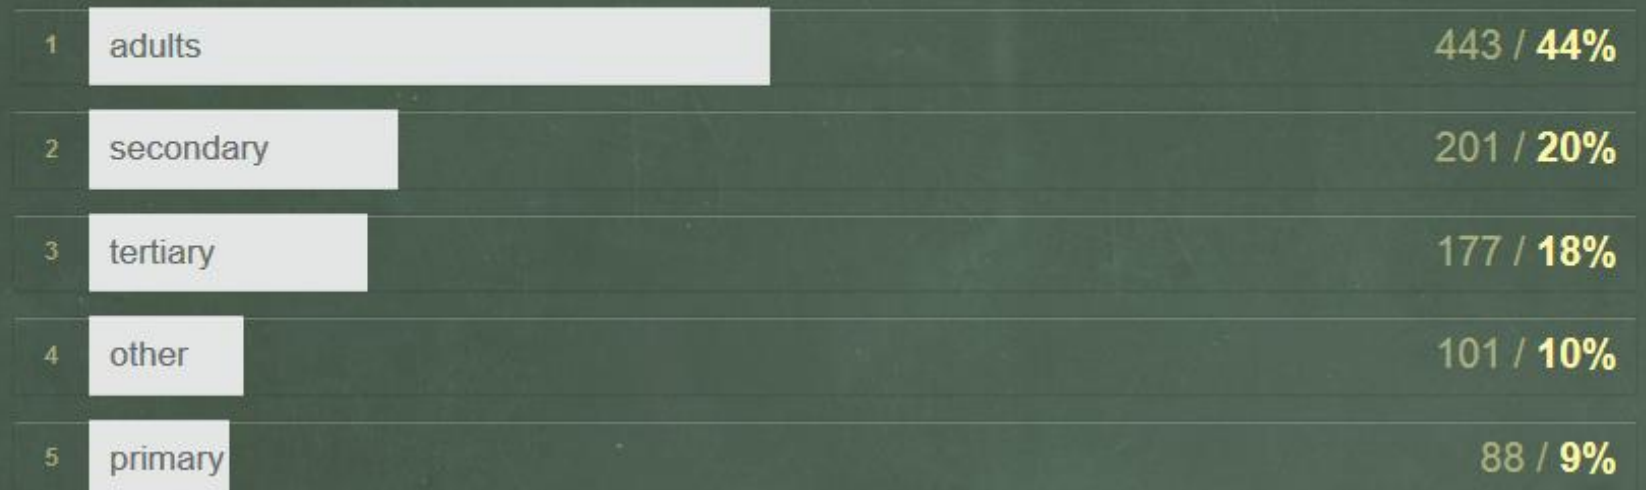 1 adults 443 / 44%
2 secondary 201 / 20%
3 tertiary 177 / 18%
4 other 101 / 10%
5 primary 88 / 9%